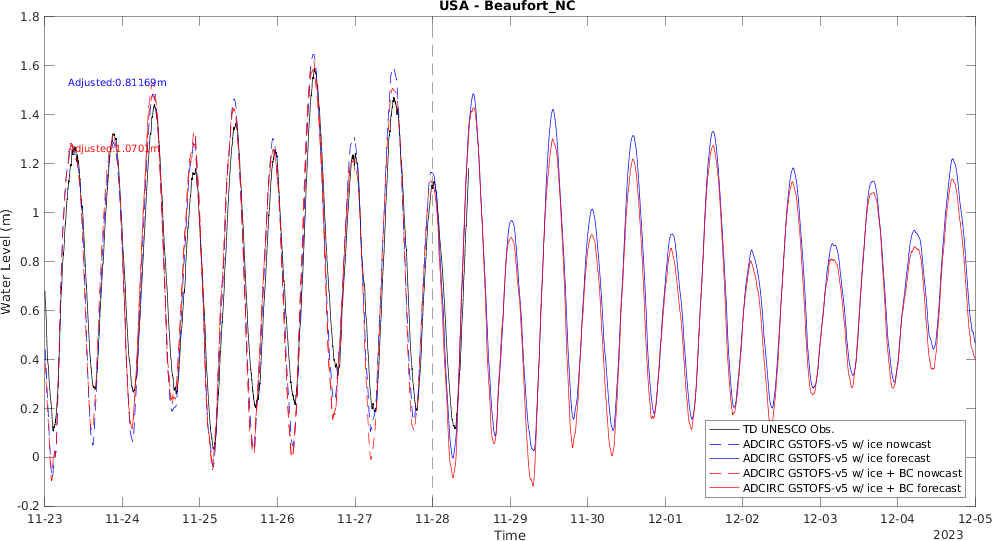 USA - Beaufort_NC
1.8
1.6
1.4
1.2
1
0.8
0.6
0.4
0.2
0
-0.2
Water Level (m)
Adjusted:0.81169m
Adjusted:1.0701m
TD UNESCO Obs.
ADCIRC GSTOFS-v5 w/ ice nowcast
ADCIRC GSTOFS-v5 w/ ice forecast
ADCIRC GSTOFS-v5 w/ ice + BC nowcast
ADCIRC GSTOFS-v5 w/ ice + BC forecast
11-23 11-24 11-25 11-26 11-27 11-28 11-29 11-30 12-01 12-02 12-03 12-04 12-05
Time
2023